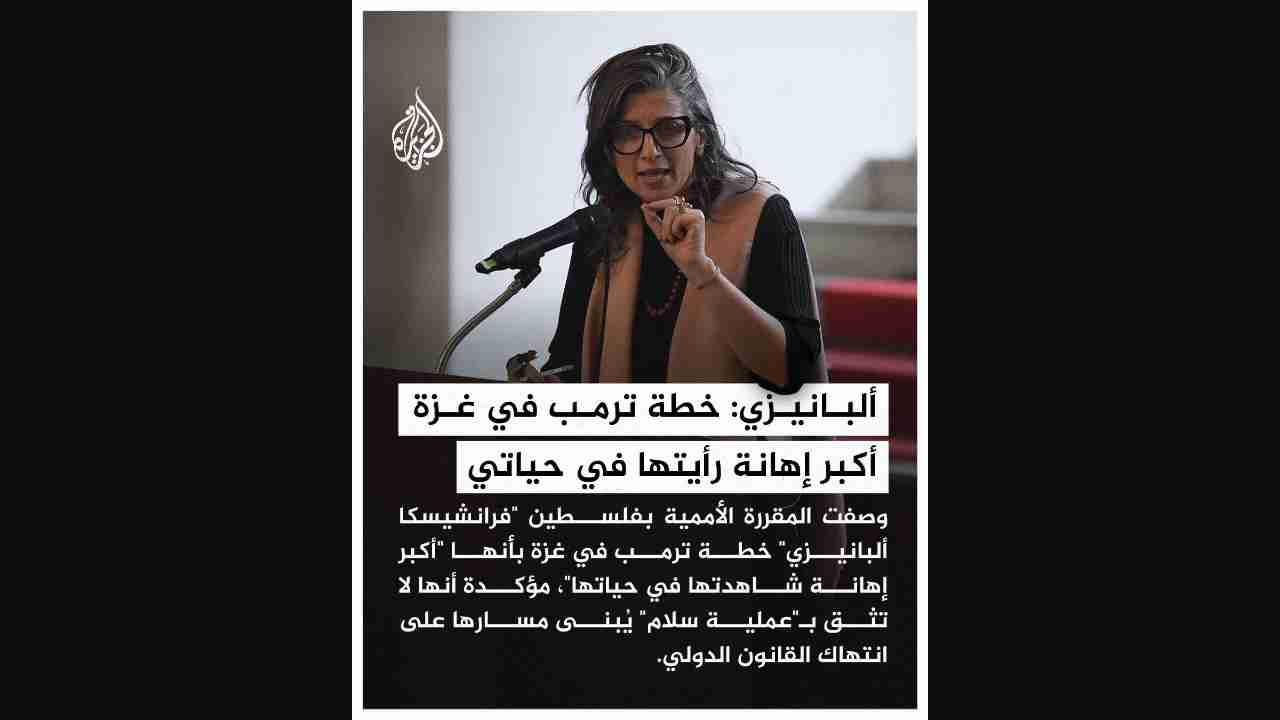 الجزيرة
ألبانيزي: خطة ترمب في غزة
أكبر إهانة رأيتها في حياتي
وصفت المقررة الأممية بفلسطين "فرانشيسكا
ألبانيزي" خطة ترمب في غزة بأنها "أكبر
إهانة شاهدتها في حياتها"، مؤكدة أنها لا
تثق بـ"عملية سلام" يُبنى مسارها على
انتهاك القانون الدولي.